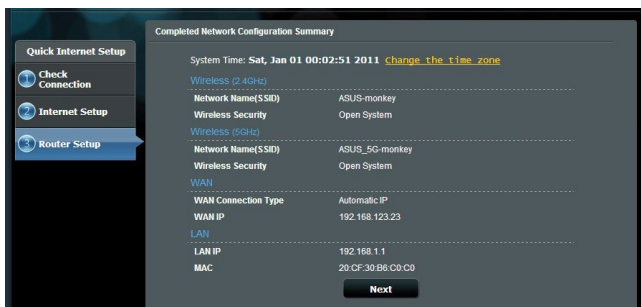 Completed Network Configuration Summary
Quick Internet Setup
1 Check Connection
2 Internet Setup
3 Router Setup
System Time: Sat, Jan 01 00:02:51 2011 Change the time zone
Wireless (2.4GHz)
Network Name(SSID) ASUS-monkey
Wireless Security Open System
Wireless (5GHz)
Network Name(SSID) ASUS_5G-monkey
Wireless Security Open System
WAN
WAN Connection Type Automatic IP
WAN IP 192.168.123.23
LAN
LAN IP 192.168.1.1
MAC 20:CF:30:B6:C0:C0
Next